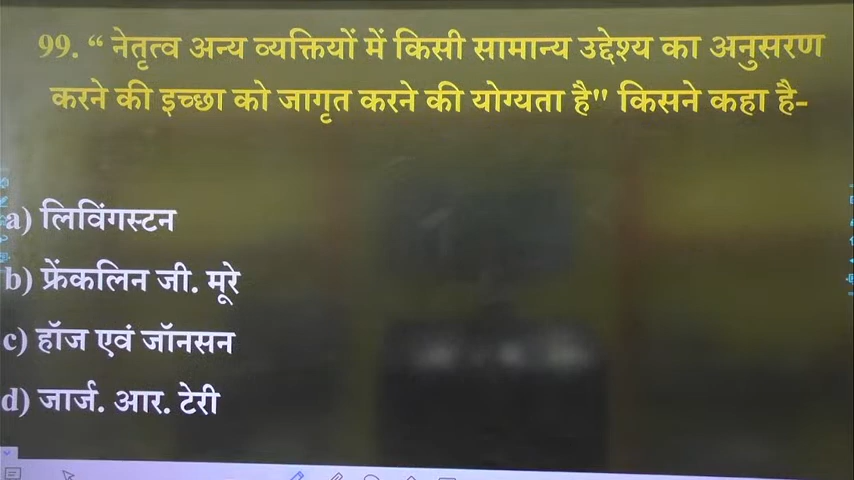 99. “ नेतृत्व अन्य व्यक्तियों में किसी सामान्य उद्देश्य का अनुसरण
करने की इच्छा को जागृत करने की योग्यता है" किसने कहा है-
a) लिविंगस्टन
b) फ्रेंकलिन जी. मूरे
c) हॉज एवं जॉनसन
d) जार्ज. आर. टेरी